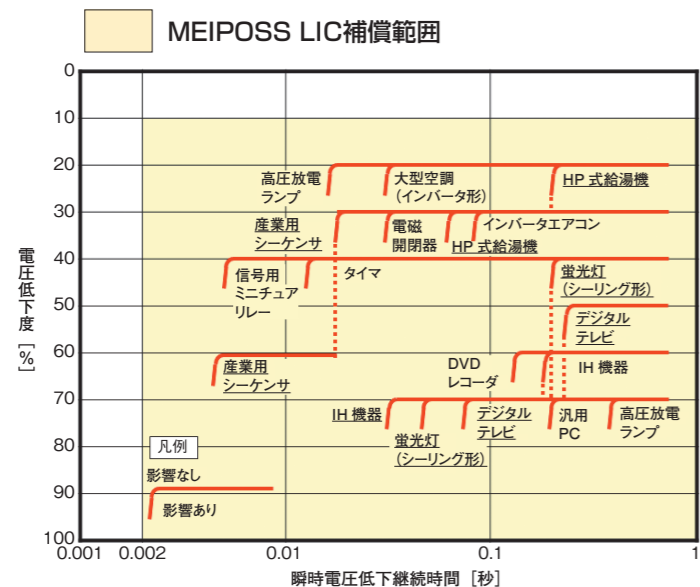 MEIPOSS LIC補償範囲
0
10
20
30
40
50
60
70
80
90
100
電圧低下度［%］
高圧放電
ランプ
大型空調
（インバータ形）
HP 式給湯機
産業用
シーケンサ
電磁
開閉器
HP 式給湯機
インバータエアコン
信号用
ミニチュア
リレー
タイマ
蛍光灯
（シーリング形）
デジタル
テレビ
産業用
シーケンサ
DVD
レコーダ
IH 機器
IH 機器
蛍光灯
（シーリング形）
デジタル
テレビ
汎用
PC
高圧放電
ランプ
凡例
影響なし
影響あり
0.001
0.002
0.01
0.1
1
瞬時電圧低下継続時間［秒］